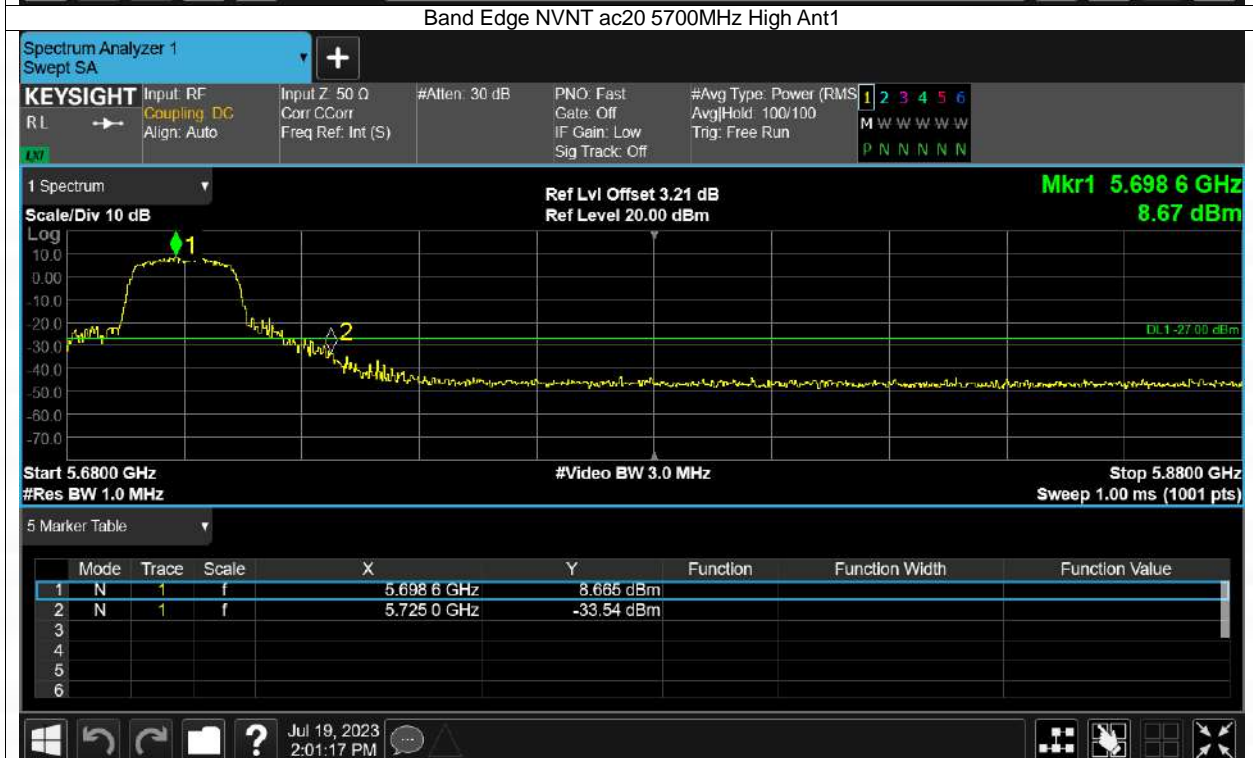 Band Edge NVNT ac20 5700MHz High Ant1
Spectrum Analyzer 1
Swept SA
+
KEYSIGHT Input: RF Input Z: 50 Ω #Atten: 30 dB PNO: Fast #Avg Type: Power (RMS 1 2 3 4 5 6
RL Coupling: DC Corr CCorr Gate: Off Avg|Hold: 100/100 M W W W W W
Align: Auto Freq Ref: Int (S) IF Gain: Low Trig: Free Run
LXI Sig Track: Off P N N N N N
1 Spectrum Ref Lvl Offset 3.21 dB Mkr1 5.698 6 GHz
Scale/Div 10 dB Ref Level 20.00 dBm 8.67 dBm
Log
1
10.0
0.00
-10.0
-20.0
2
DL1 -27.00 dBm
-30.0
-40.0
-50.0
-60.0
-70.0
Start 5.6800 GHz #Video BW 3.0 MHz Stop 5.8800 GHz
#Res BW 1.0 MHz Sweep 1.00 ms (1001 pts)
5 Marker Table
Mode Trace Scale X Y Function Function Width Function Value
1 N 1 f 5.698 6 GHz 8.665 dBm
2 N 1 f 5.725 0 GHz -33.54 dBm
3
4
5
6
? Jul 19, 2023
2:01:17 PM